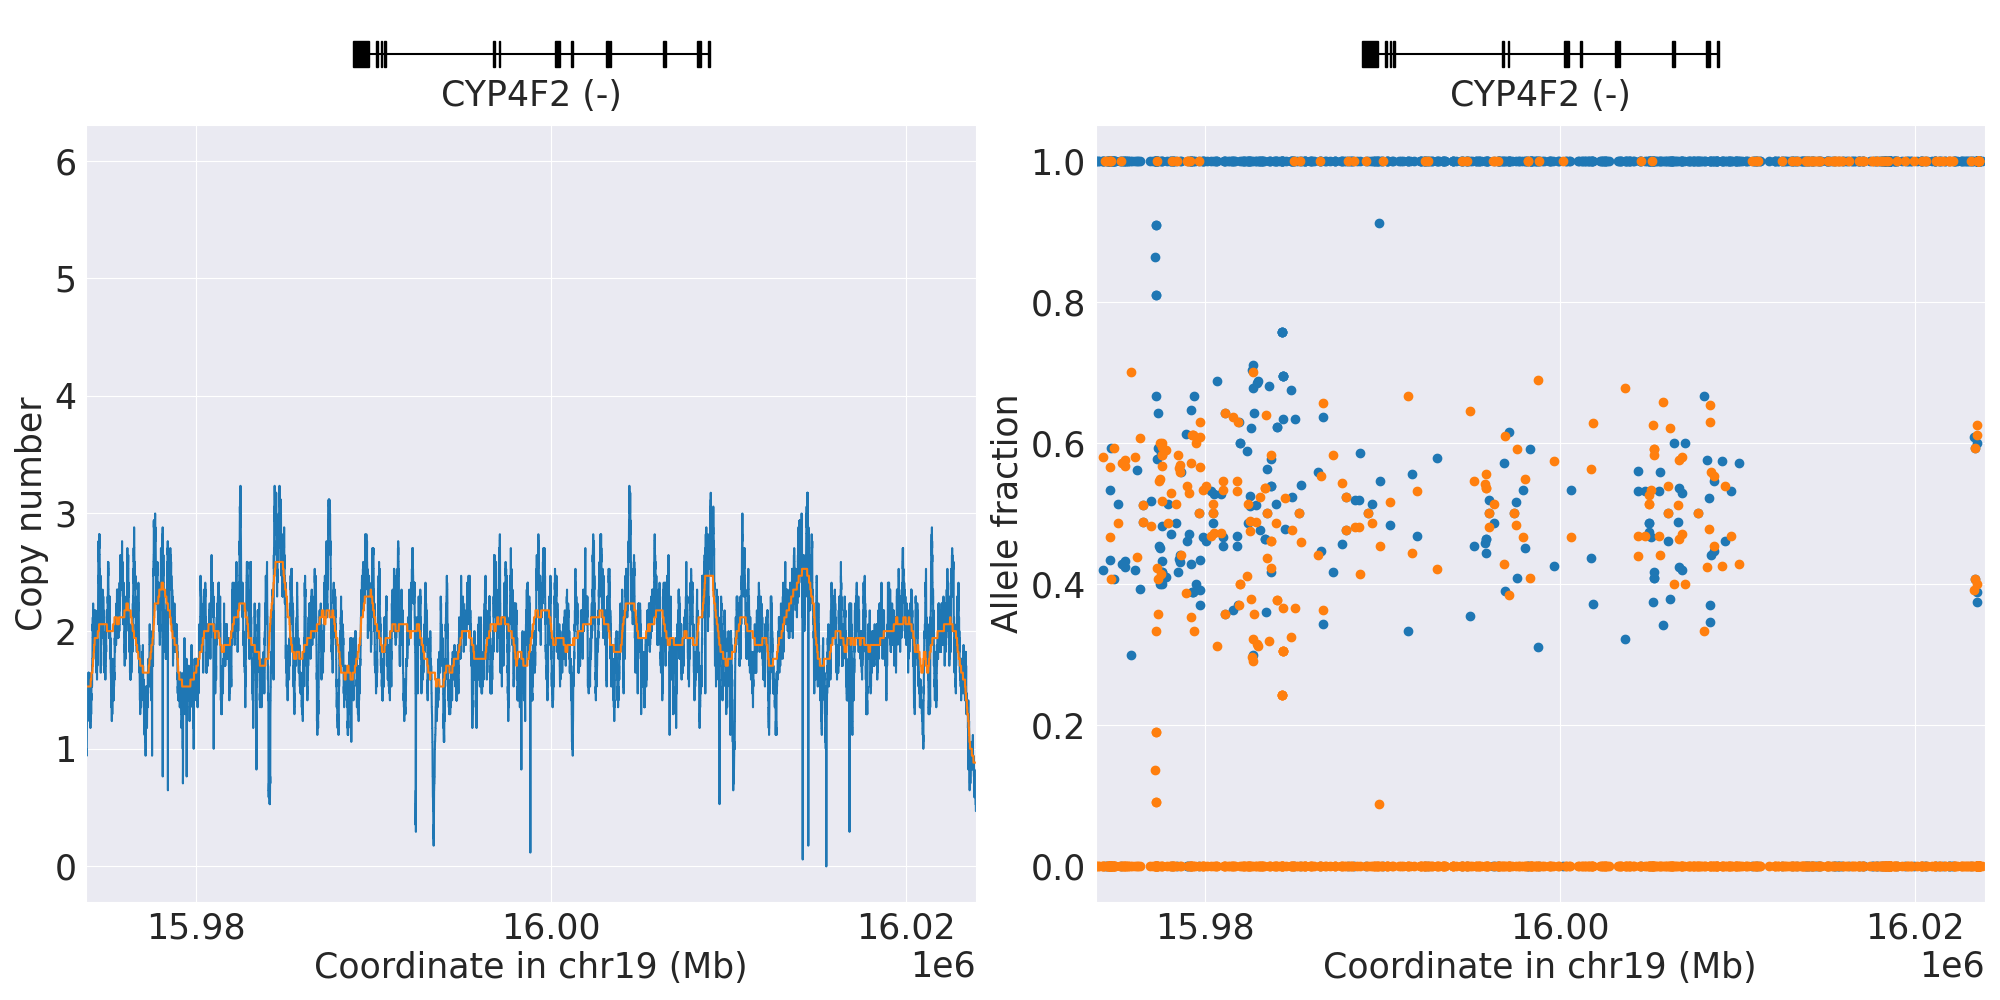 CYP4F2 (-)
6
5
4
3
2
1
0
Copy number
15.98
16.00
16.02
Coordinate in chr19 (Mb)
1e6
CYP4F2 (-)
1.0
0.8
0.6
0.4
0.2
0.0
Allele fraction
15.98
16.00
16.02
Coordinate in chr19 (Mb)
1e6